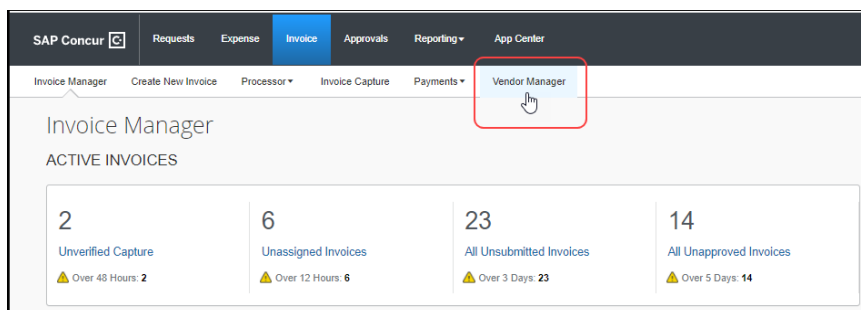 SAP Concur C Requests Expense Invoice Approvals Reporting App Center
Invoice Manager Create New Invoice Processor Invoice Capture Payments Vendor Manager
Invoice Manager
ACTIVE INVOICES
2 6 23 14
Unverified Capture Unassigned Invoices All Unsubmitted Invoices All Unapproved Invoices
Over 48 Hours: 2 Over 12 Hours: 6 Over 3 Days: 23 Over 5 Days: 14